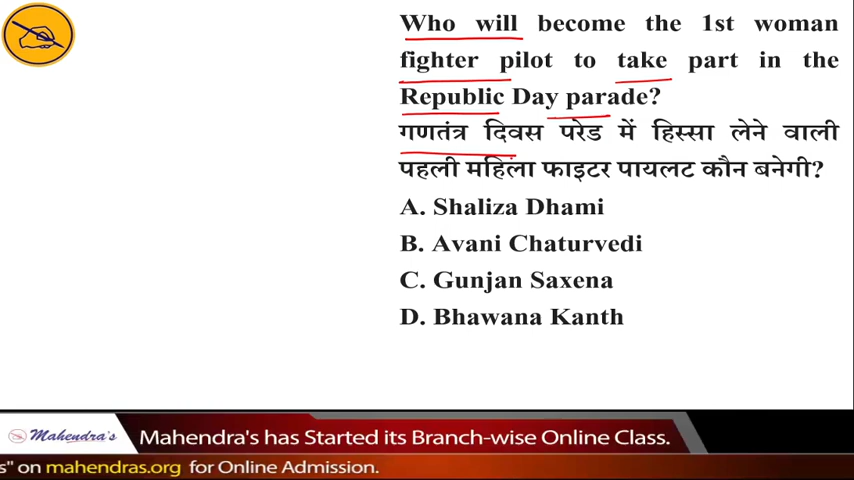 Who will become the 1st woman
fighter pilot to take part in the
Republic Day parade?
गणतंत्र दिवस परेड में हिस्सा लेने वाली
पहली महिला फाइटर पायलट कौन बनेगी?
A. Shaliza Dhami
B. Avani Chaturvedi
C. Gunjan Saxena
D. Bhawana Kanth
Mahendra's
Mahendra's has Started its Branch-wise Online Class.
s" on mahendras.org for Online Admission.